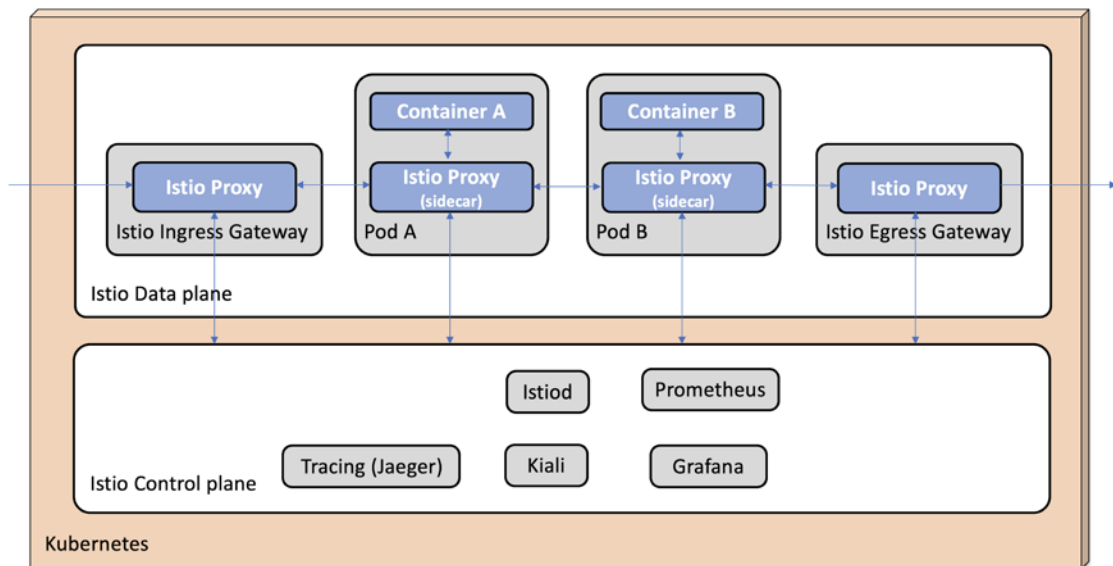 Container A
Container B
Istio Proxy
Istio Proxy
(sidecar)
Istio Proxy
(sidecar)
Istio Proxy
Istio Ingress Gateway
Pod A
Pod B
Istio Egress Gateway
Istio Data plane
Istiod
Prometheus
Tracing (Jaeger)
Kiali
Grafana
Istio Control plane
Kubernetes